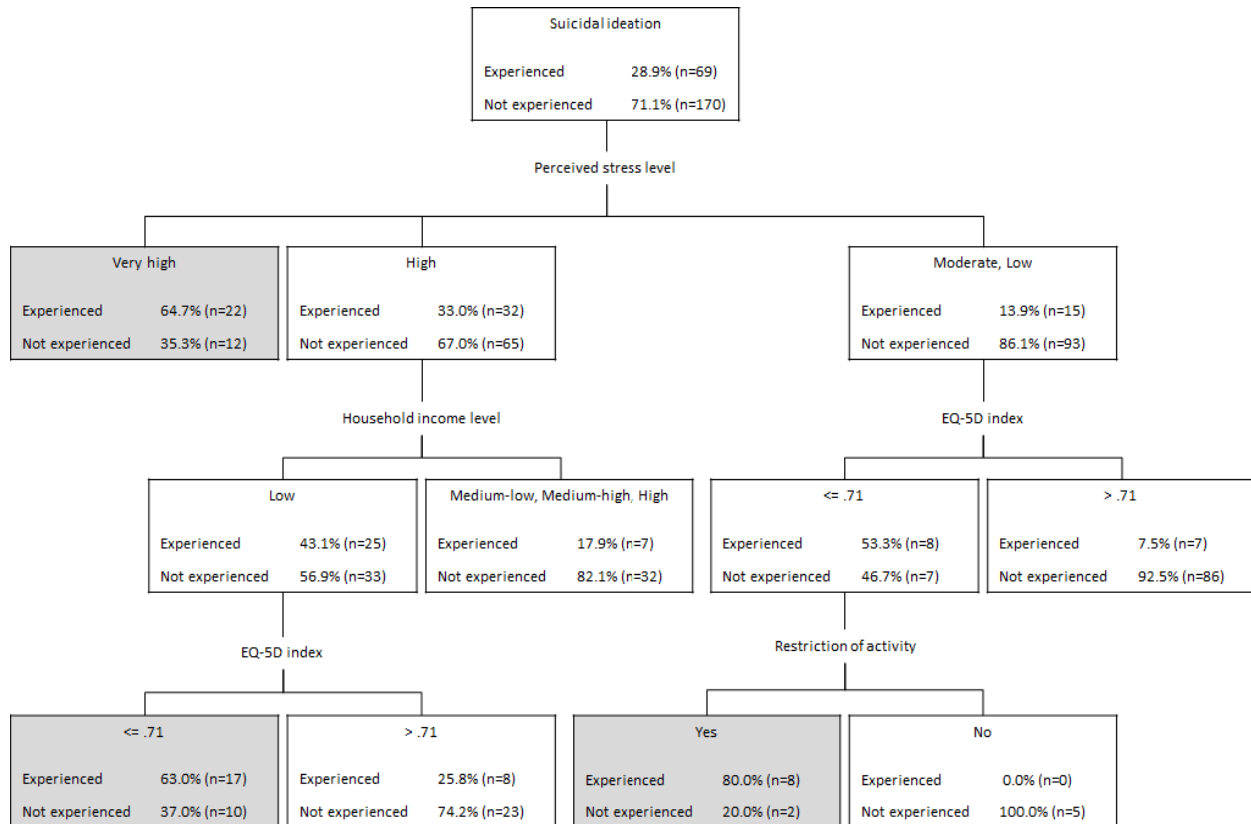 Suicidal ideation
Experienced 28.9% (n=69)
Not experienced 71.1% (n=170)
Perceived stress level
Very high
Experienced 64.7% (n=22)
Not experienced 35.3% (n=12)
High
Experienced 33.0% (n=32)
Not experienced 67.0% (n=65)
Moderate, Low
Experienced 13.9% (n=15)
Not experienced 86.1% (n=93)
Household income level
EQ-5D index
Low
Experienced 43.1% (n=25)
Not experienced 56.9% (n=33)
Medium-low, Medium-high, High
Experienced 17.9% (n=7)
Not experienced 82.1% (n=32)
<= .71
Experienced 53.3% (n=8)
Not experienced 46.7% (n=7)
> .71
Experienced 7.5% (n=7)
Not experienced 92.5% (n=86)
EQ-5D index
Restriction of activity
<= .71
Experienced 63.0% (n=17)
Not experienced 37.0% (n=10)
> .71
Experienced 25.8% (n=8)
Not experienced 74.2% (n=23)
Yes
Experienced 80.0% (n=8)
Not experienced 20.0% (n=2)
No
Experienced 0.0% (n=0)
Not experienced 100.0% (n=5)